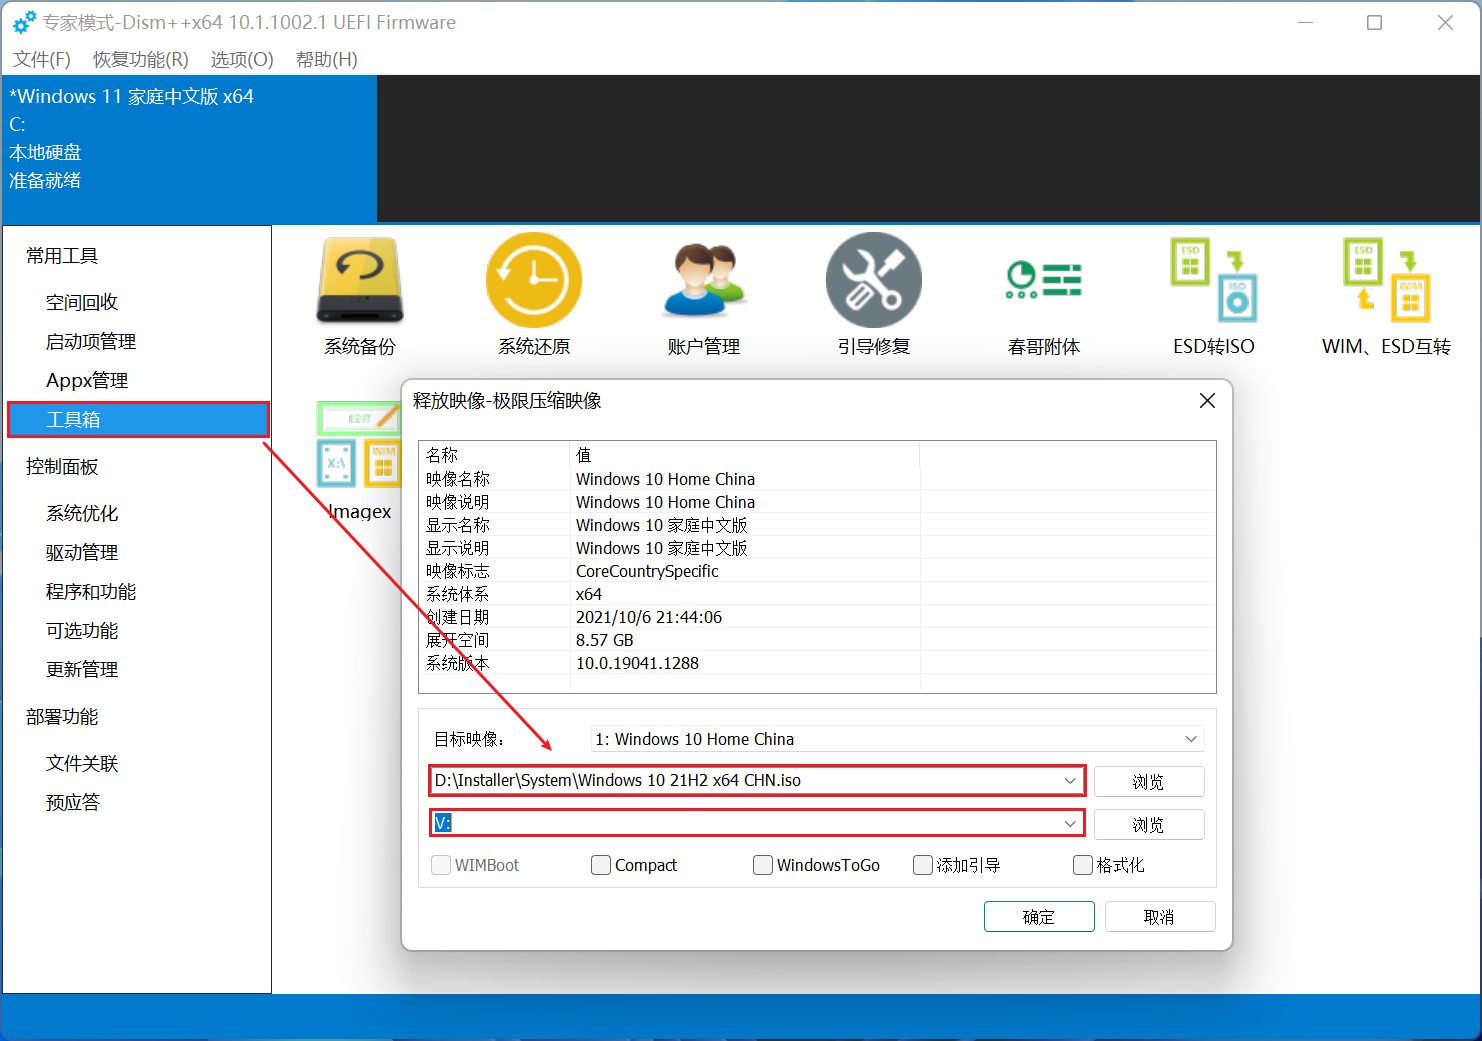 专家模式-Dism++x64 10.1.1002.1 UEFI Firmware
文件(F) 恢复功能(R) 选项(O) 帮助(H)
*Windows 11 家庭中文版 x64
C:
本地硬盘
准备就绪
常用工具
空间回收
启动项管理
Appx管理
工具箱
控制面板
系统优化
驱动管理
程序和功能
可选功能
更新管理
部署功能
文件关联
预应答
系统备份 系统还原 账户管理 引导修复 春哥附体 ESD转ISO WIM、ESD互转
ESD
ISO
ESD
WIM
EDIT
X:\
WIM
Imagex
释放映像-极限压缩映像
名称 值
映像名称 Windows 10 Home China
映像说明 Windows 10 Home China
显示名称 Windows 10 家庭中文版
显示说明 Windows 10 家庭中文版
映像标志 CoreCountrySpecific
系统体系 x64
创建日期 2021/10/6 21:44:06
展开空间 8.57 GB
系统版本 10.0.19041.1288
目标映像: 1: Windows 10 Home China
D:\Installer\System\Windows 10 21H2 x64 CHN.iso 浏览
V: 浏览
WIMBoot Compact WindowsToGo 添加引导 格式化
确定 取消